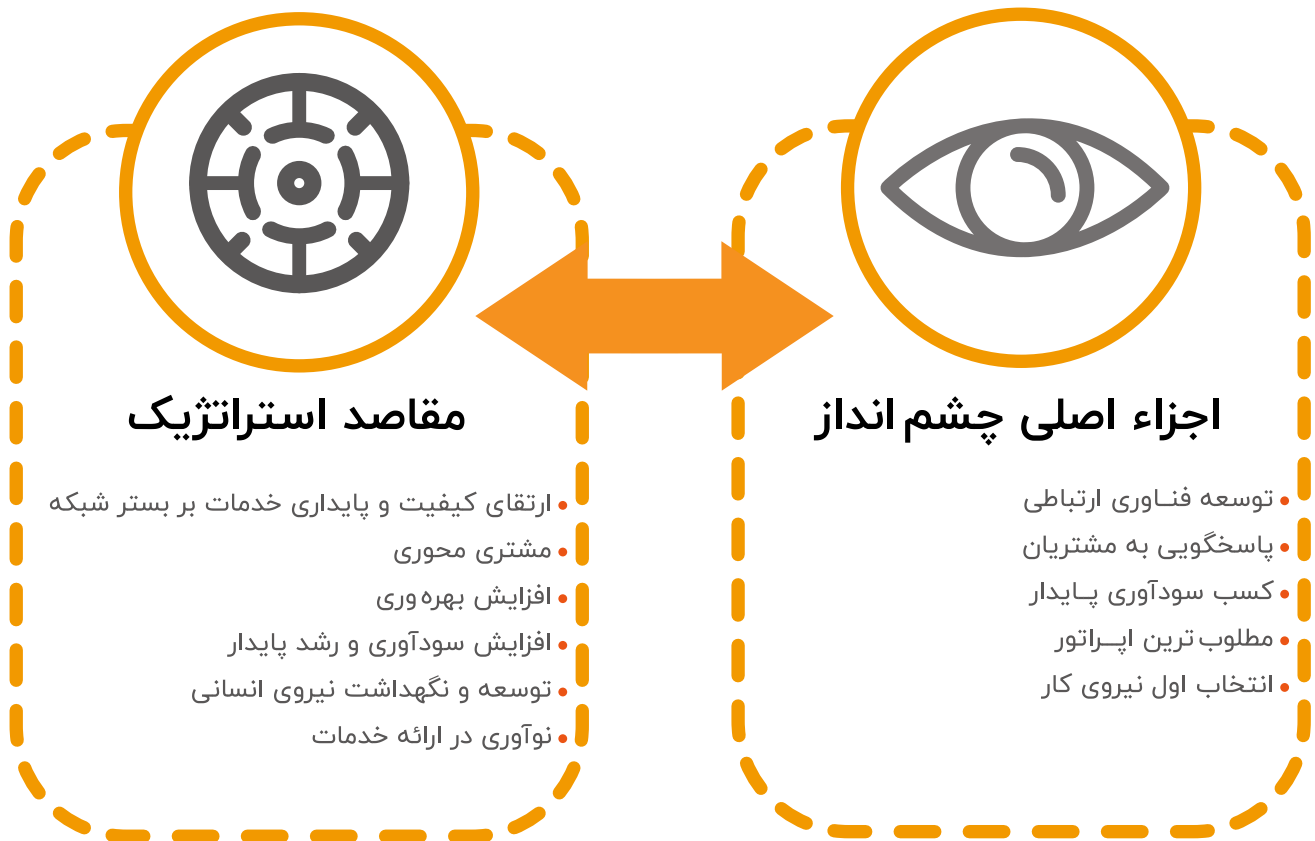 اجزاء اصلی چشم انداز
توسعه فنــاوری ارتباطی
پاسخگویی به مشتریان
کسب سودآوری پــایدار
مطلوب ترین اپــراتور
انتخاب اول نیروی کار
مقاصد استراتژیک
ارتقای کیفیت و پایداری خدمات بر بستر شبکه
مشتری محوری
افزایش بهره وری
افزایش سودآوری و رشد پایدار
توسعه و نگهداشت نیروی انسانی
نوآوری در ارائه خدمات